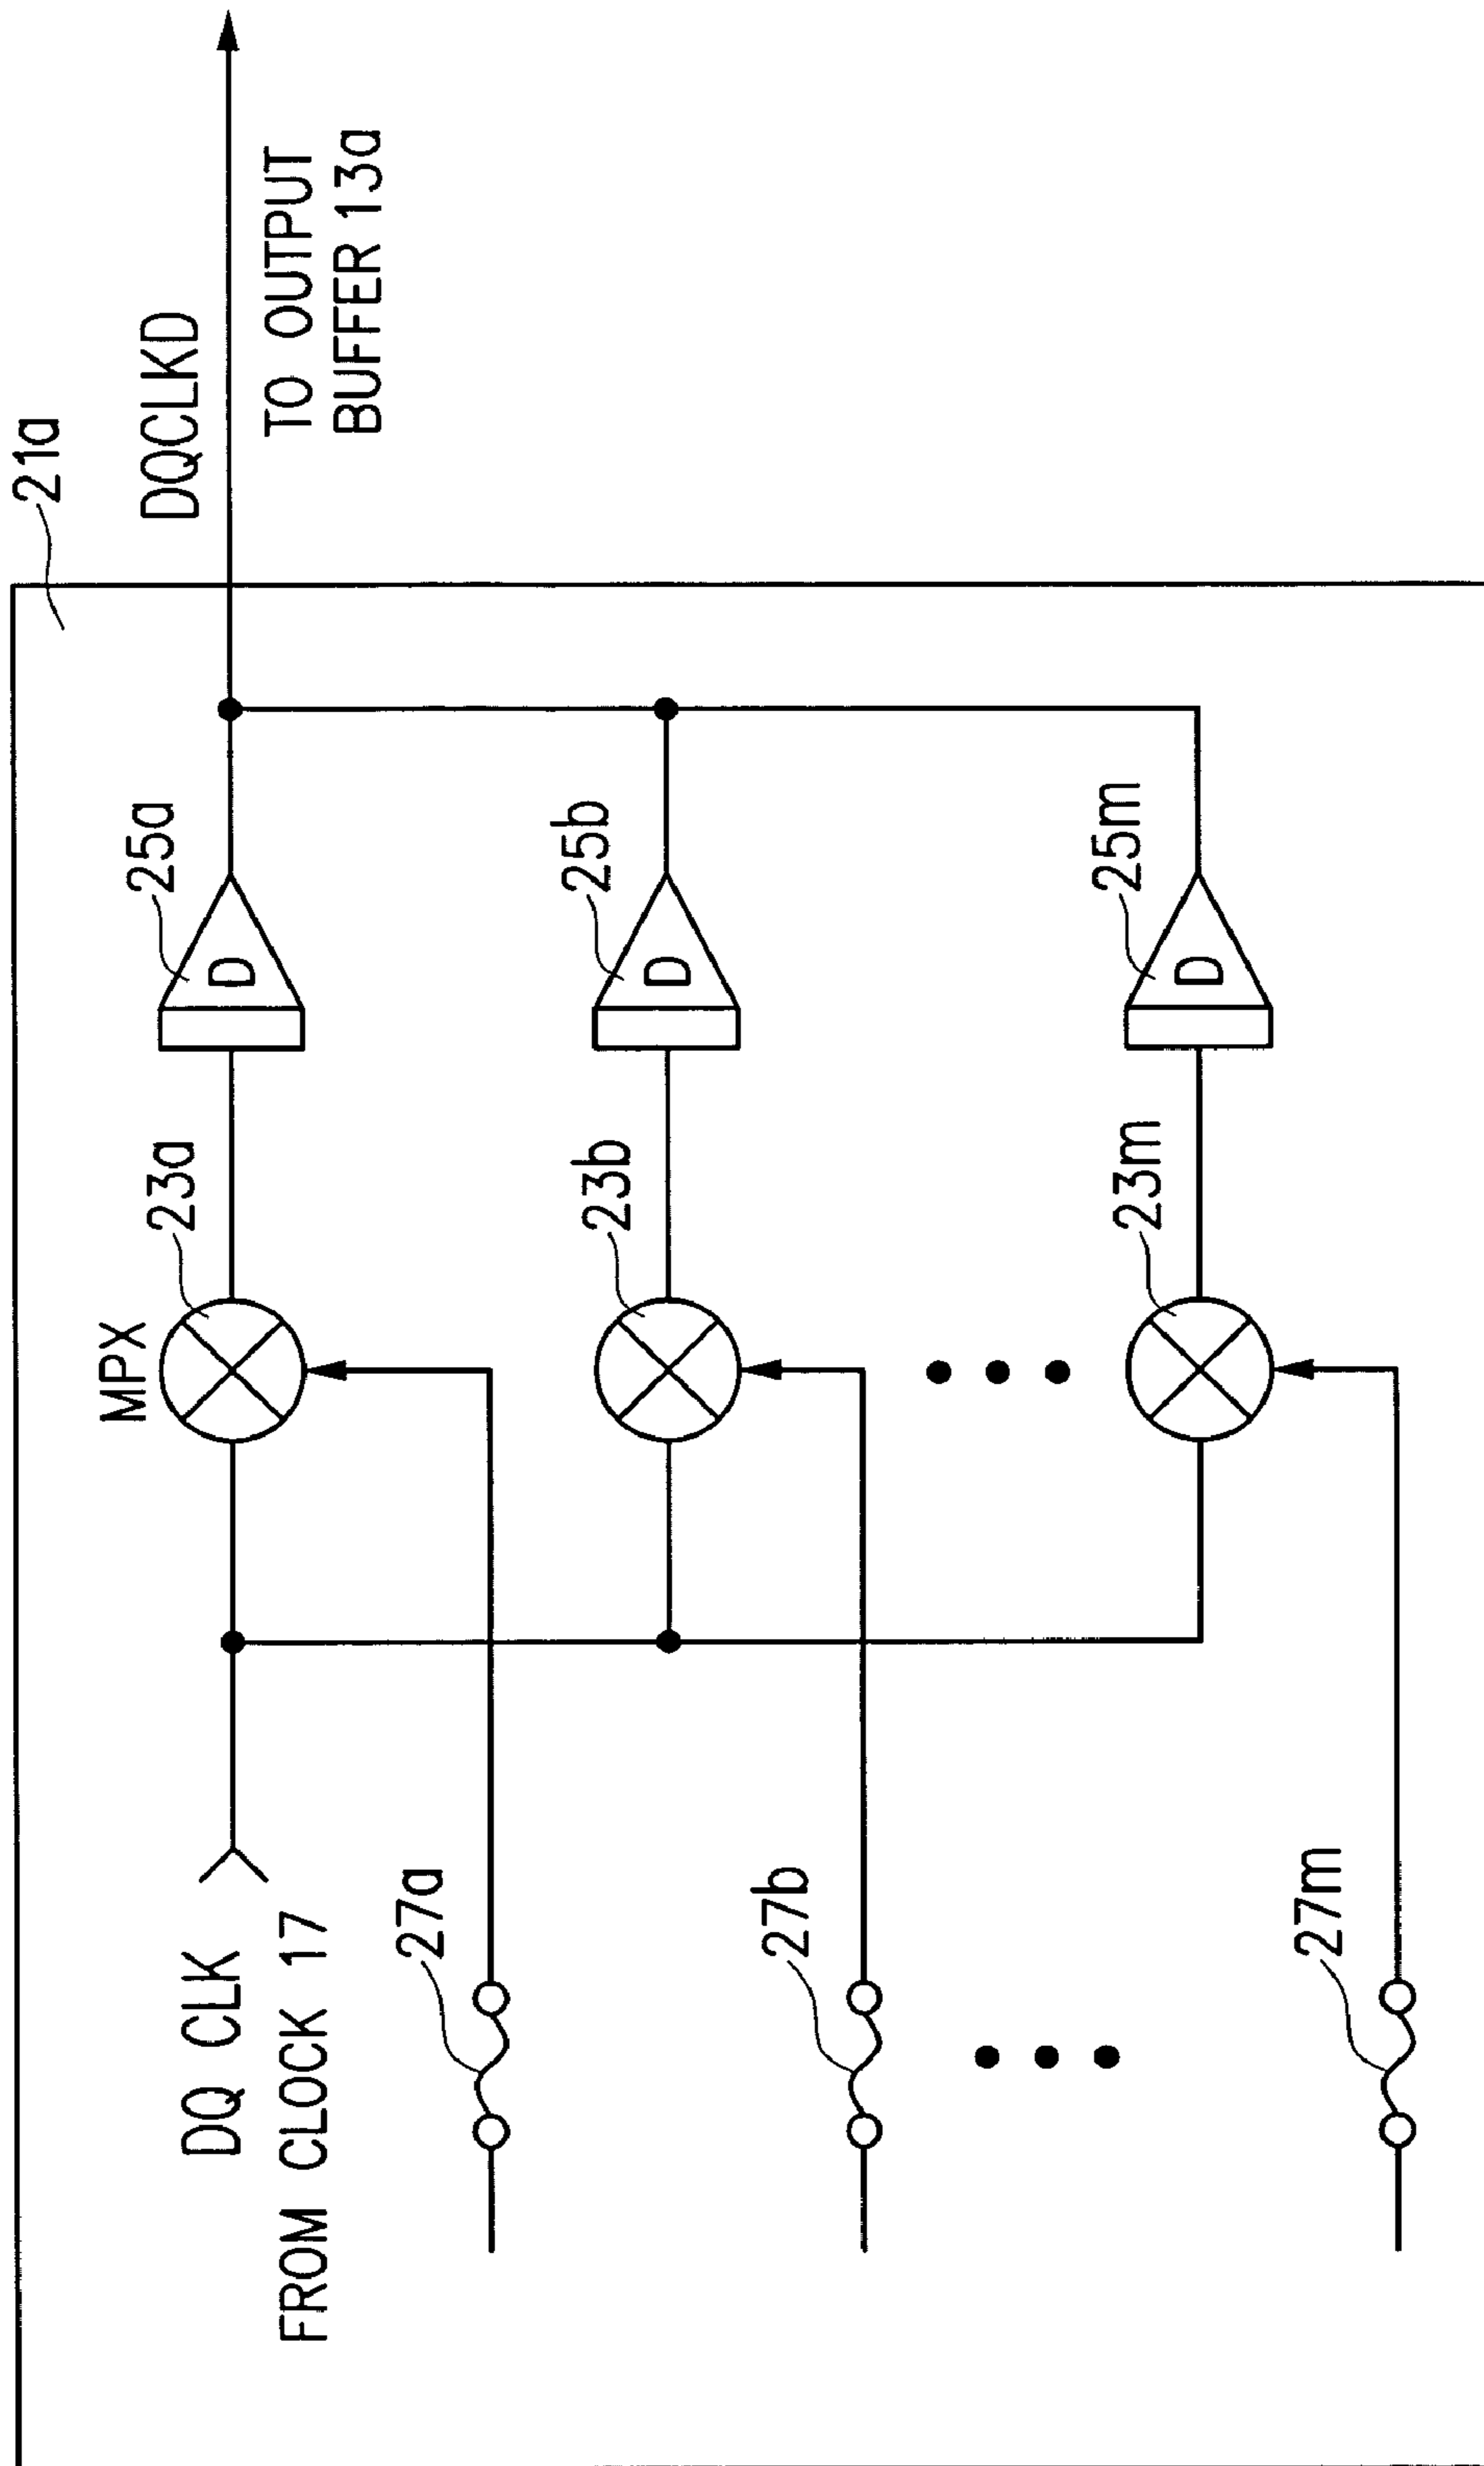 21a
DQCLKD
TO OUTPUT
BUFFER 13a
MPX
23a
25a
D
DQ CLK
FROM CLOCK 17
27a
23b
25b
D
27b
23m
25m
D
27m